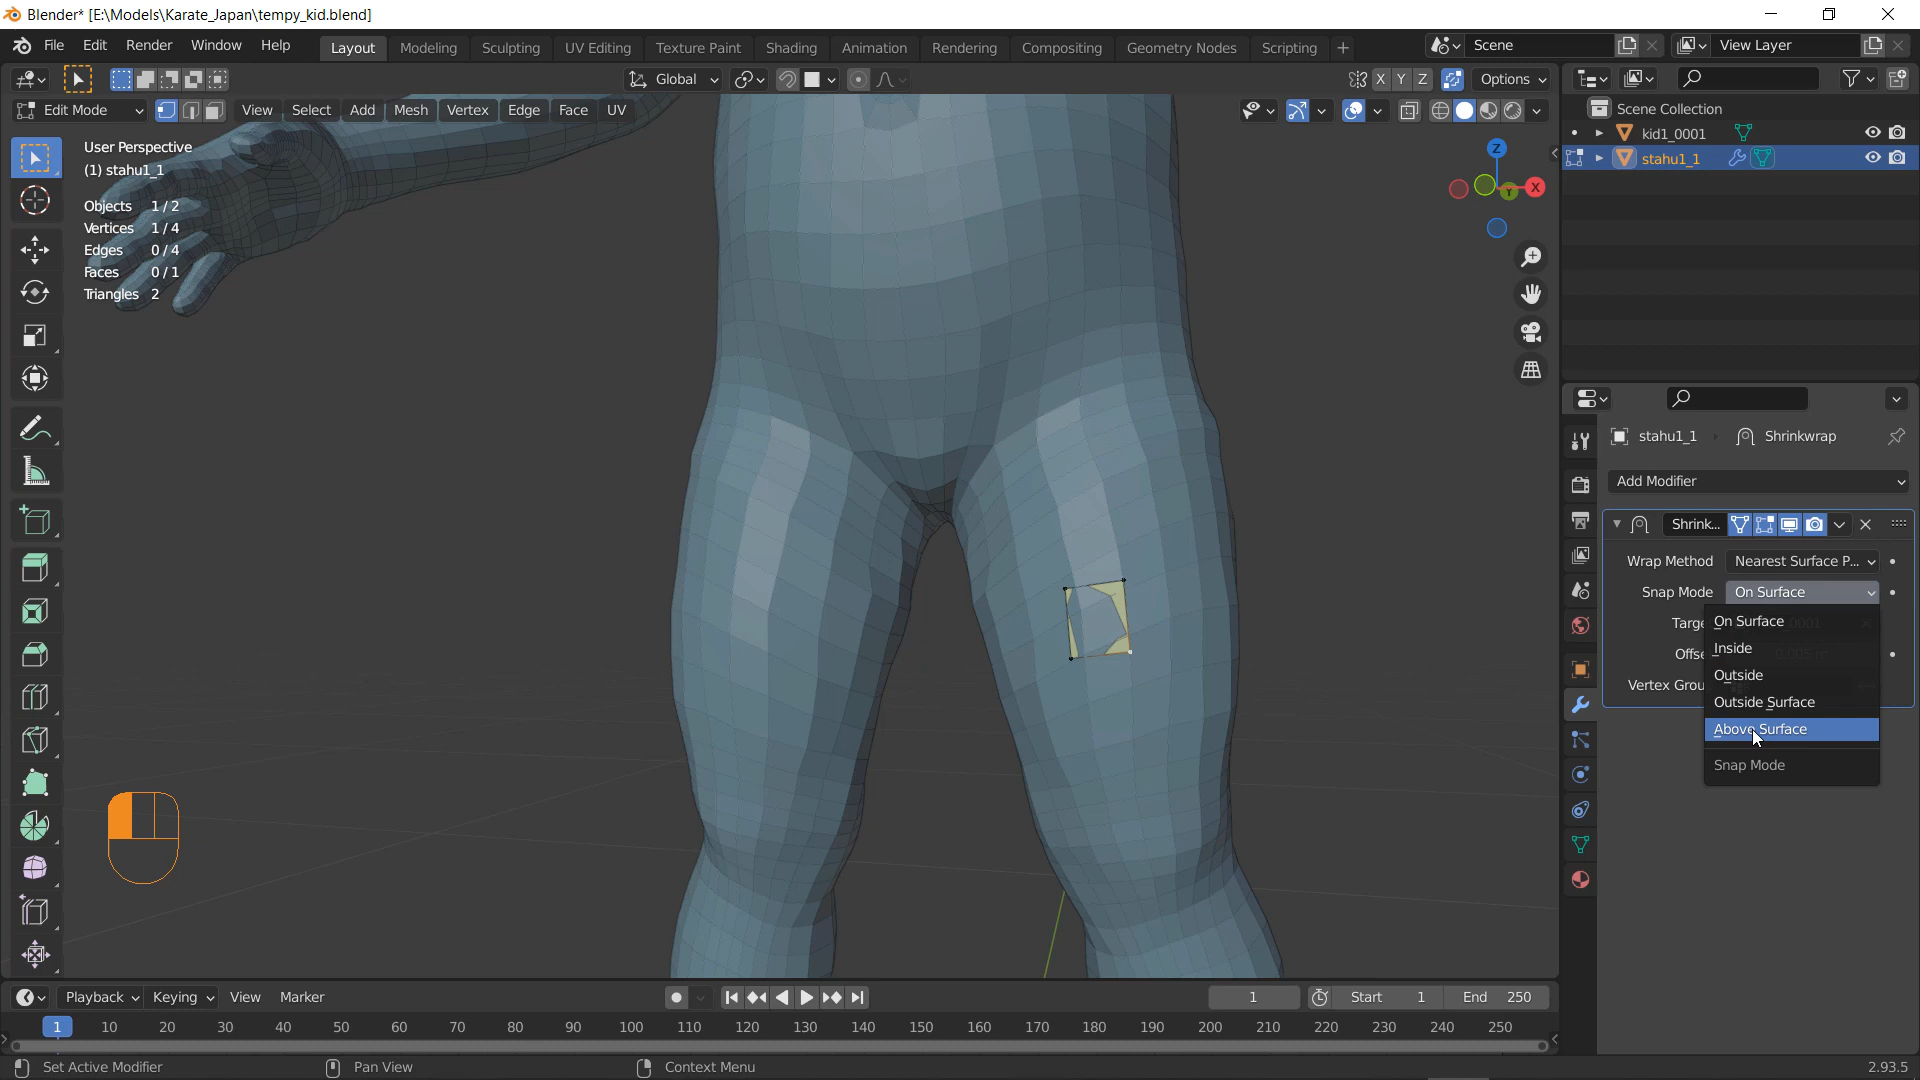 Blender* [E:\Models\Karate_Japan\tempy_kid.blend]
File Edit Render Window Help Layout Modeling Sculpting UV Editing Texture Paint Shading Animation Rendering Compositing Geometry Nodes Scripting + Scene View Layer
Global X Y Z Options
Edit Mode View Select Add Mesh Vertex Edge Face UV
Scene Collection
kid1_0001
stahu1_1
User Perspective
(1) stahu1_1
Objects 1/2
Vertices 1/4
Edges 0/4
Faces 0/1
Triangles 2
Z
Y X
stahu1_1 Shrinkwrap
Add Modifier
Shrink...
Wrap Method Nearest Surface P...
Snap Mode On Surface
Targe On Surface
Inside
Offse
Outside
Vertex Grou
Outside Surface
Above Surface
Snap Mode
Playback Keying View Marker 1 Start 1 End 250
1 10 20 30 40 50 60 70 80 90 100 110 120 130 140 150 160 170 180 190 200 210 220 230 240 250
Set Active Modifier Pan View Context Menu 2.93.5